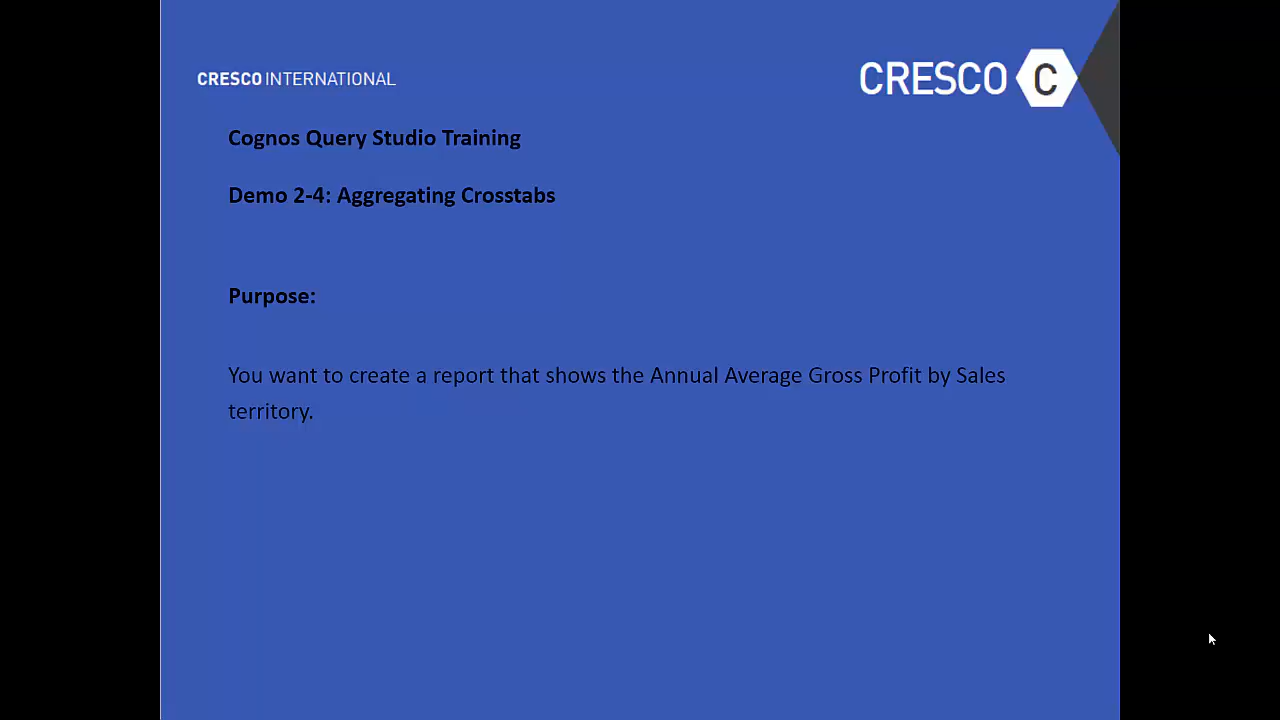 CRESCO INTERNATIONAL
CRESCO C
Cognos Query Studio Training
Demo 2-4: Aggregating Crosstabs
Purpose:
You want to create a report that shows the Annual Average Gross Profit by Sales
territory.